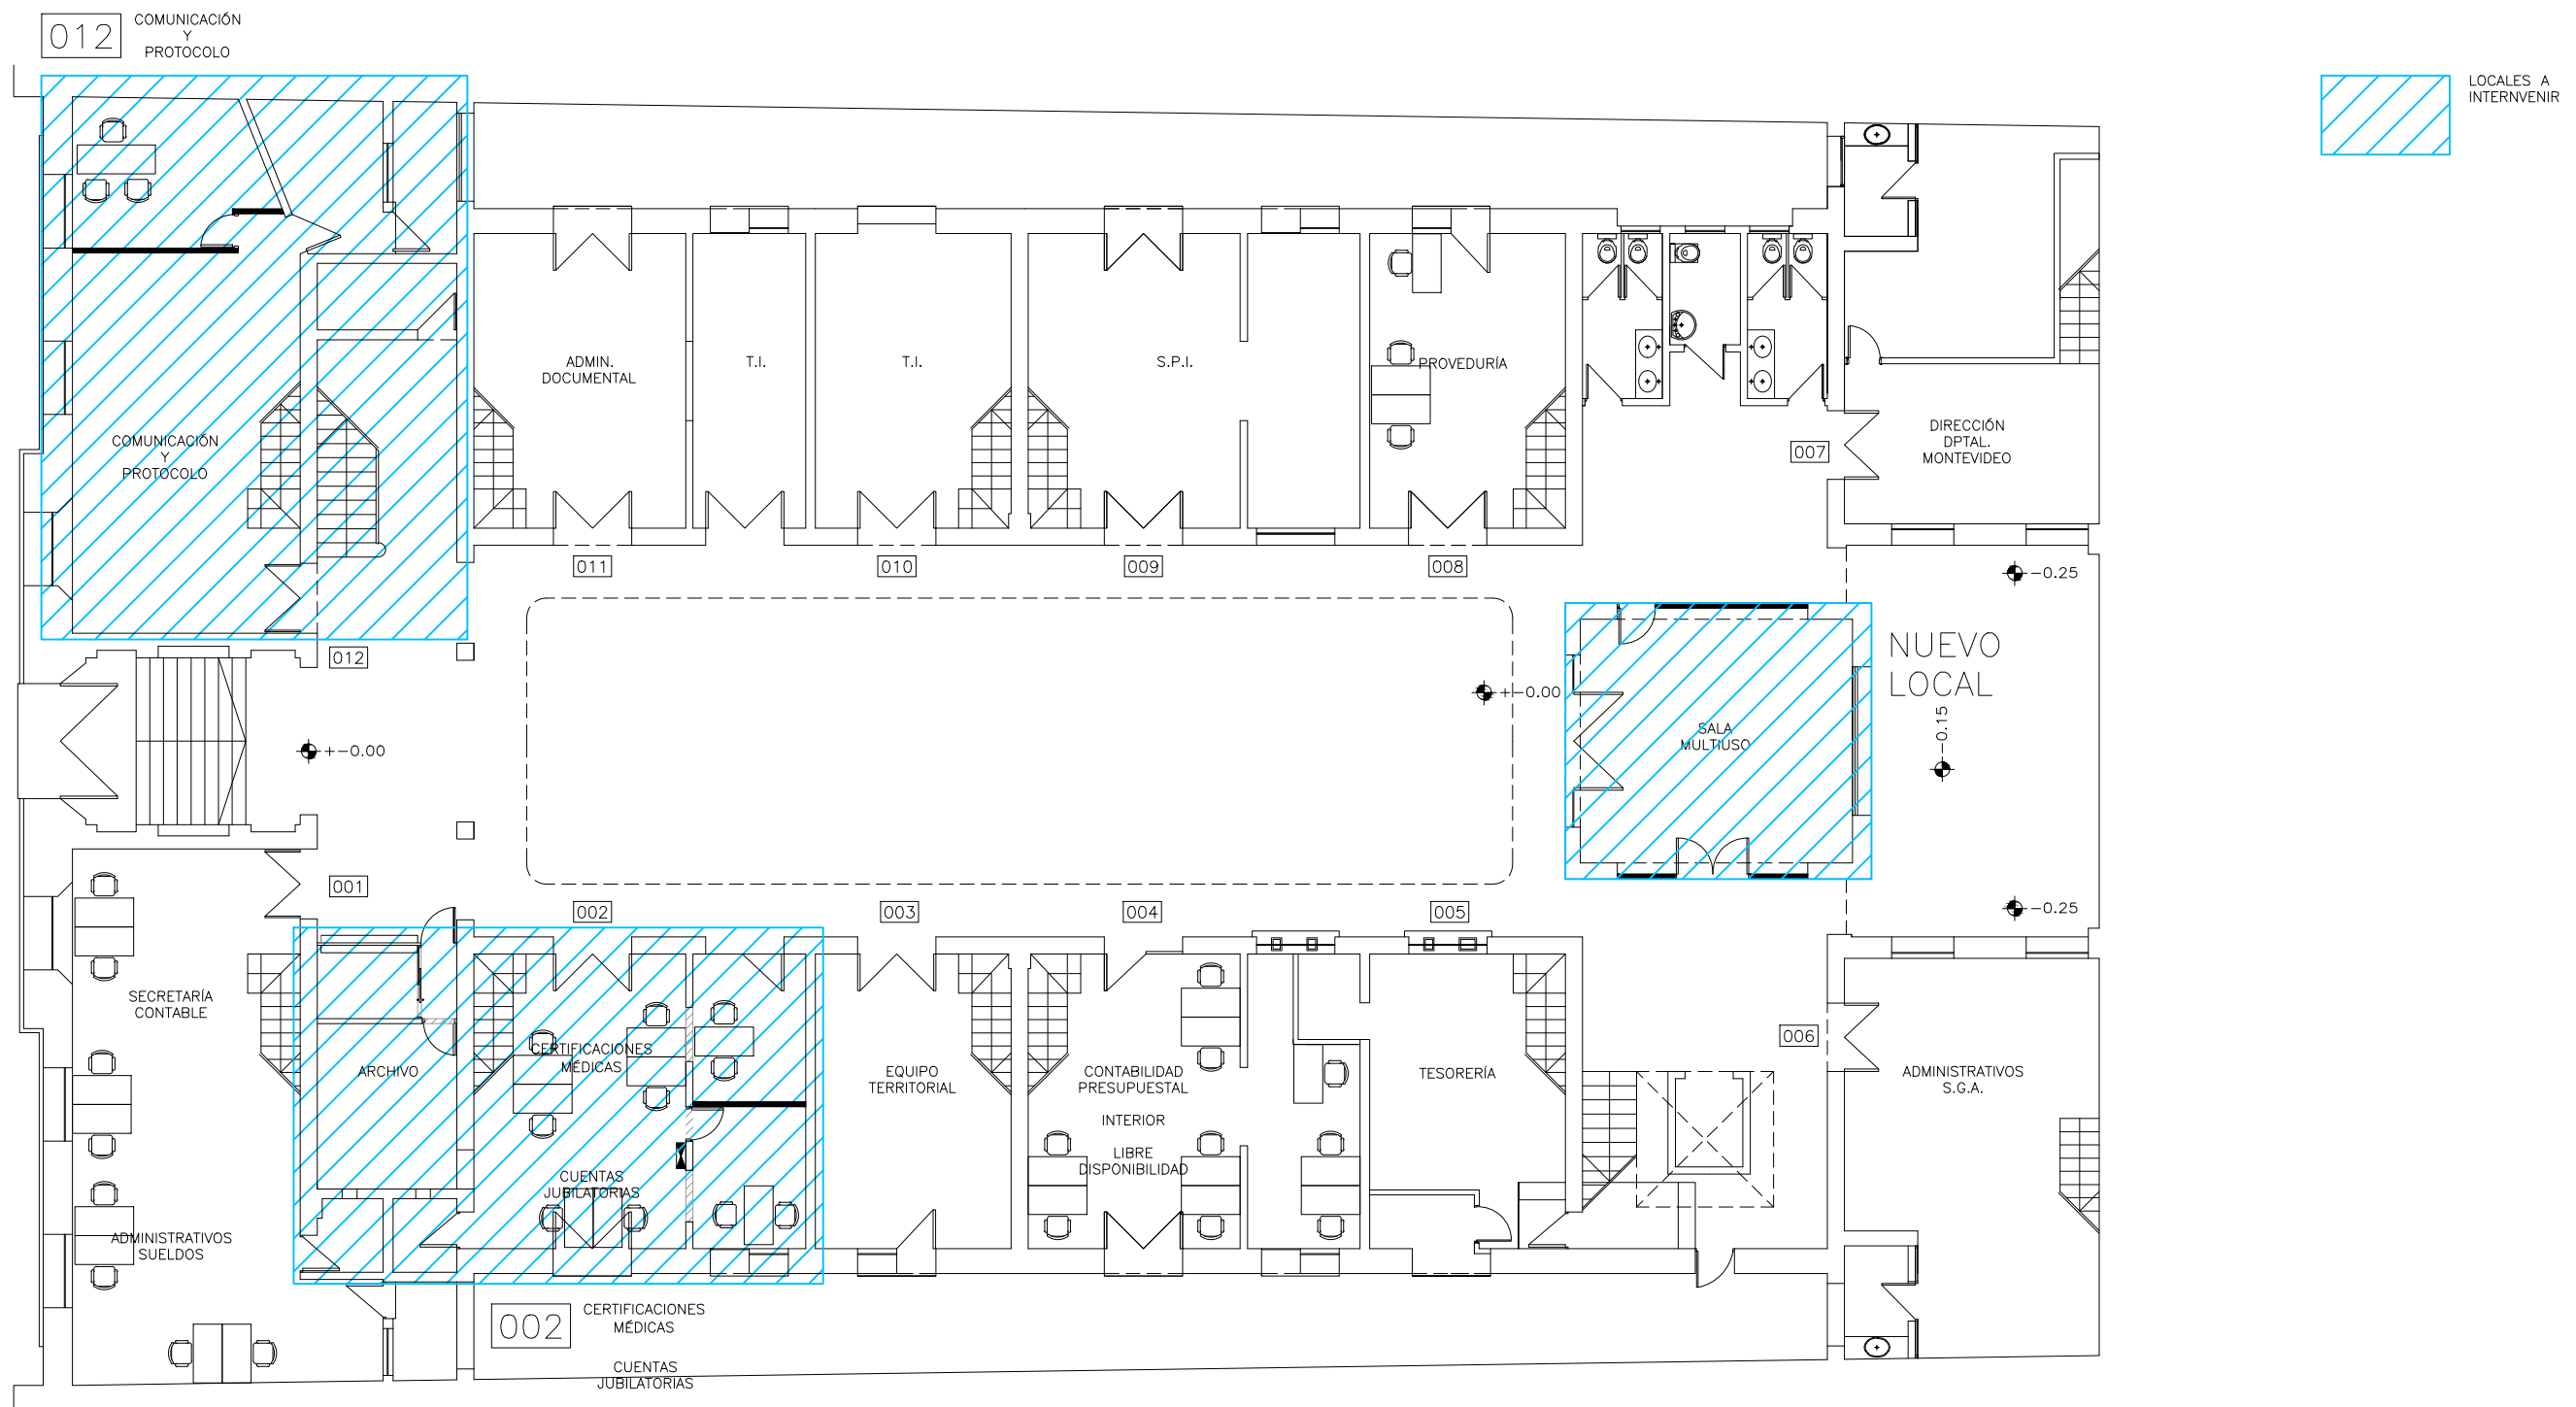 012
COMUNICACIÓN
Y
PROTOCOLO
LOCALES A
INTERNVENIR
ADMIN.
DOCUMENTAL
T.I.
T.I.
S.P.I.
PROVEDURÍA
COMUNICACIÓN
Y
PROTOCOLO
DIRECCIÓN
DPTAL.
MONTEVIDEO
007
011
010
009
008
-0.25
012
NUEVO
LOCAL
+-0.00
+-0.00
SALA
MULTIUSO
-0.15
001
002
003
004
005
-0.25
SECRETARÍA
CONTABLE
006
CERTIFICACIONES
MÉDICAS
ARCHIVO
EQUIPO
TERRITORIAL
CONTABILIDAD
PRESUPUESTAL
INTERIOR
LIBRE
DISPONIBILIDAD
TESORERÍA
ADMINISTRATIVOS
S.G.A.
CUENTAS
JUBILATORIAS
ADMINISTRATIVOS
SUELDOS
002
CERTIFICACIONES
MÉDICAS
CUENTAS
JUBILATORIAS